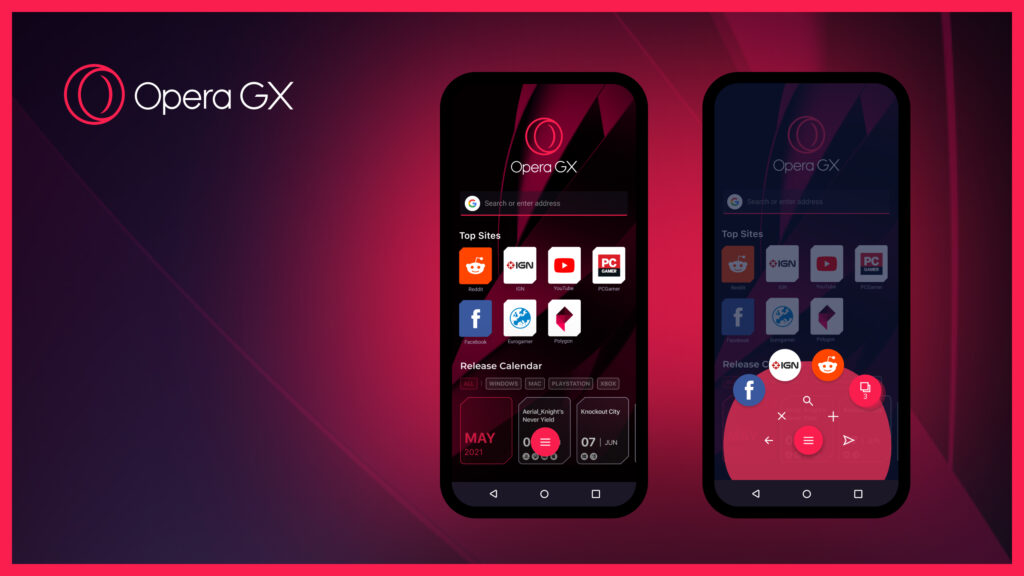 Opera GX
Opera GX
Search or enter address
Top Sites
IGN
PC
GAMER
Reddit IGN YouTube PCGamer
Facebook Eurogamer Polygon
Release Calendar
ALL WINDOWS MAC PLAYSTATION XBOX
MAY
2021
Aerial_Knight's
Never Yield
Knockout City
07 | JUN
Opera GX
Search or enter address
Top Sites
IGN
PC
GAMER
Reddit IGN YouTube PCGamer
Facebook Eurogamer Polygon
Release
IGN
3